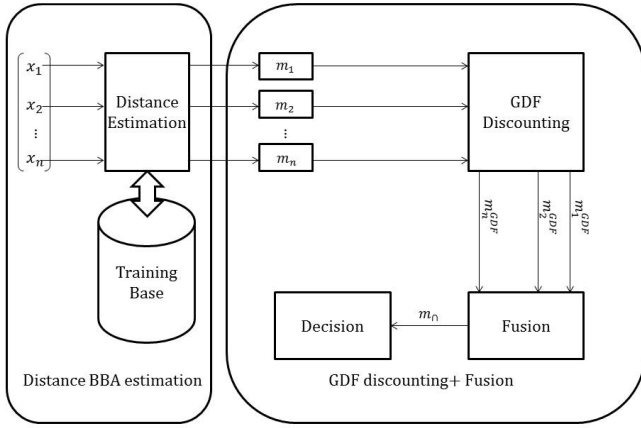 x₁
x₂
⋮
xₙ
Distance
Estimation
m₁
m₂
⋮
mₙ
GDF
Discounting
mₙᴳᴰᶠ
m₂ᴳᴰᶠ
m₁ᴳᴰᶠ
Training
Base
Decision
m∩
Fusion
Distance BBA estimation
GDF discounting+ Fusion